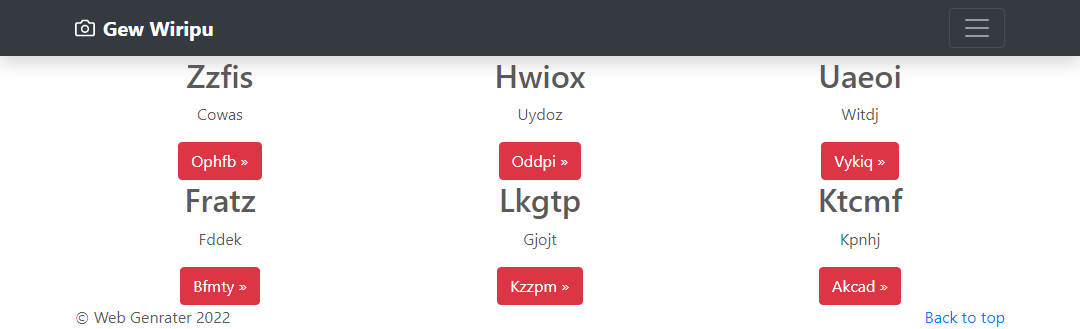 Gew Wiripu
Zzfis Hwiox Uaeoi
Cowas Uydoz Witdj
Ophfb » Oddpi » Vykiq »
Fratz Lkgtp Ktcmf
Fddek Gjojt Kpnhj
Bfmty » Kzzpm » Akcad »
© Web Genrater 2022 Back to top